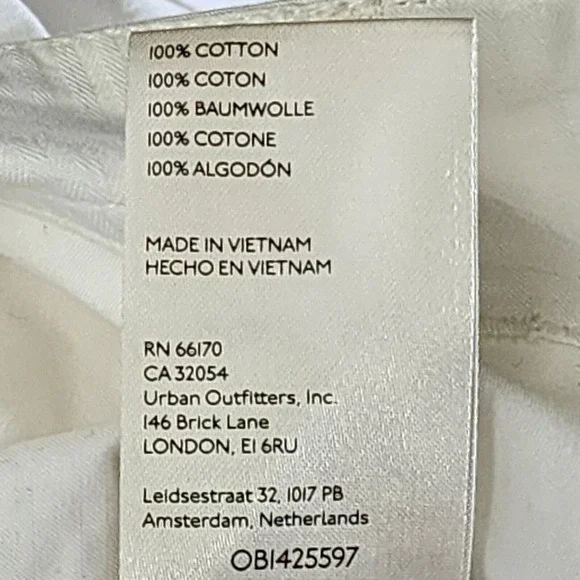 100% COTTON
100% COTON
100% BAUMWOLLE
100% COTONE
100% ALGODÓN
MADE IN VIETNAM
HECHO EN VIETNAM
RN 66170
CA 32054
Urban Outfitters, Inc.
146 Brick Lane
LONDON, E1 6RU
Leidsestraat 32, 1017 PB
Amsterdam, Netherlands
OB1425597